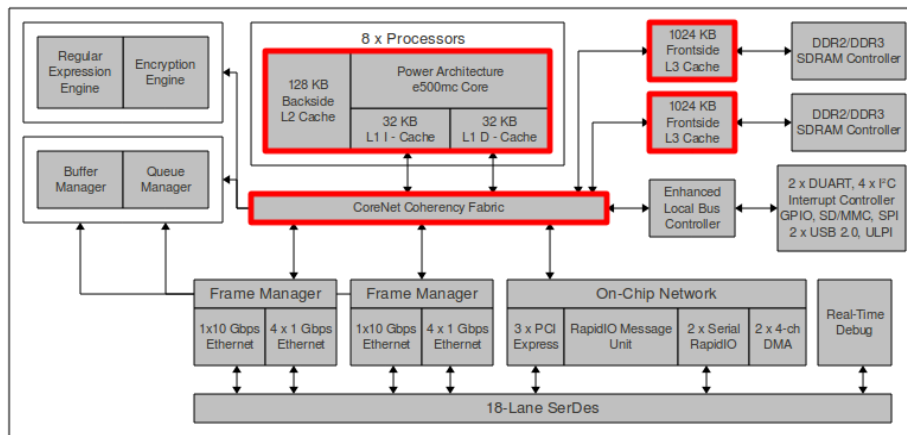 8 x Processors
Regular
Expression
Engine
Encryption
Engine
128 KB
Backside
L2 Cache
Power Architecture
e500mc Core
32 KB
L1 I - Cache
32 KB
L1 D - Cache
1024 KB
Frontside
L3 Cache
DDR2/DDR3
SDRAM Controller
1024 KB
Frontside
L3 Cache
DDR2/DDR3
SDRAM Controller
Buffer
Manager
Queue
Manager
CoreNet Coherency Fabric
Enhanced
Local Bus
Controller
2 x DUART, 4 x I²C
Interrupt Controller
GPIO, SD/MMC, SPI
2 x USB 2.0, ULPI
Frame Manager
1x10 Gbps
Ethernet
4 x 1 Gbps
Ethernet
Frame Manager
1x10 Gbps
Ethernet
4 x 1 Gbps
Ethernet
On-Chip Network
3 x PCI
Express
RapidIO Message
Unit
2 x Serial
RapidIO
2 x 4-ch
DMA
Real-Time
Debug
18-Lane SerDes